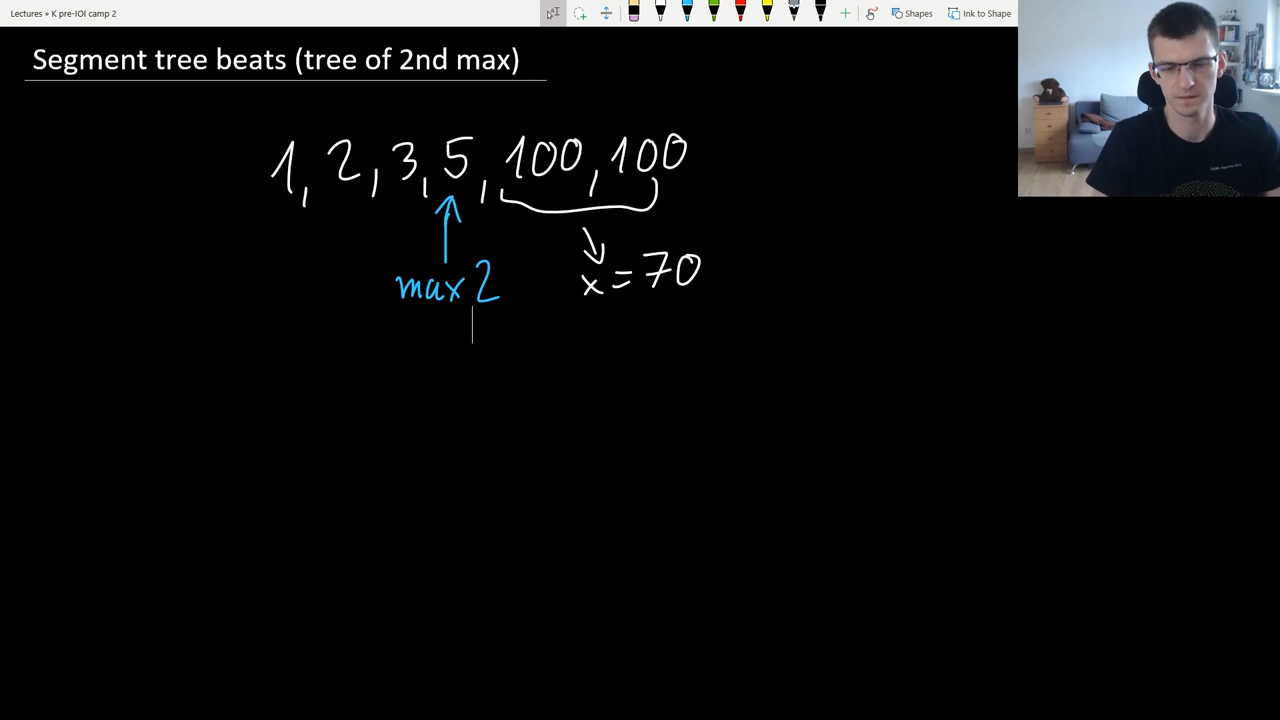 Lectures » K pre-IOI camp 2
Shapes
Ink to Shape
Segment tree beats (tree of 2nd max)
1, 2, 3, 5, 100, 100
max 2
x = 70